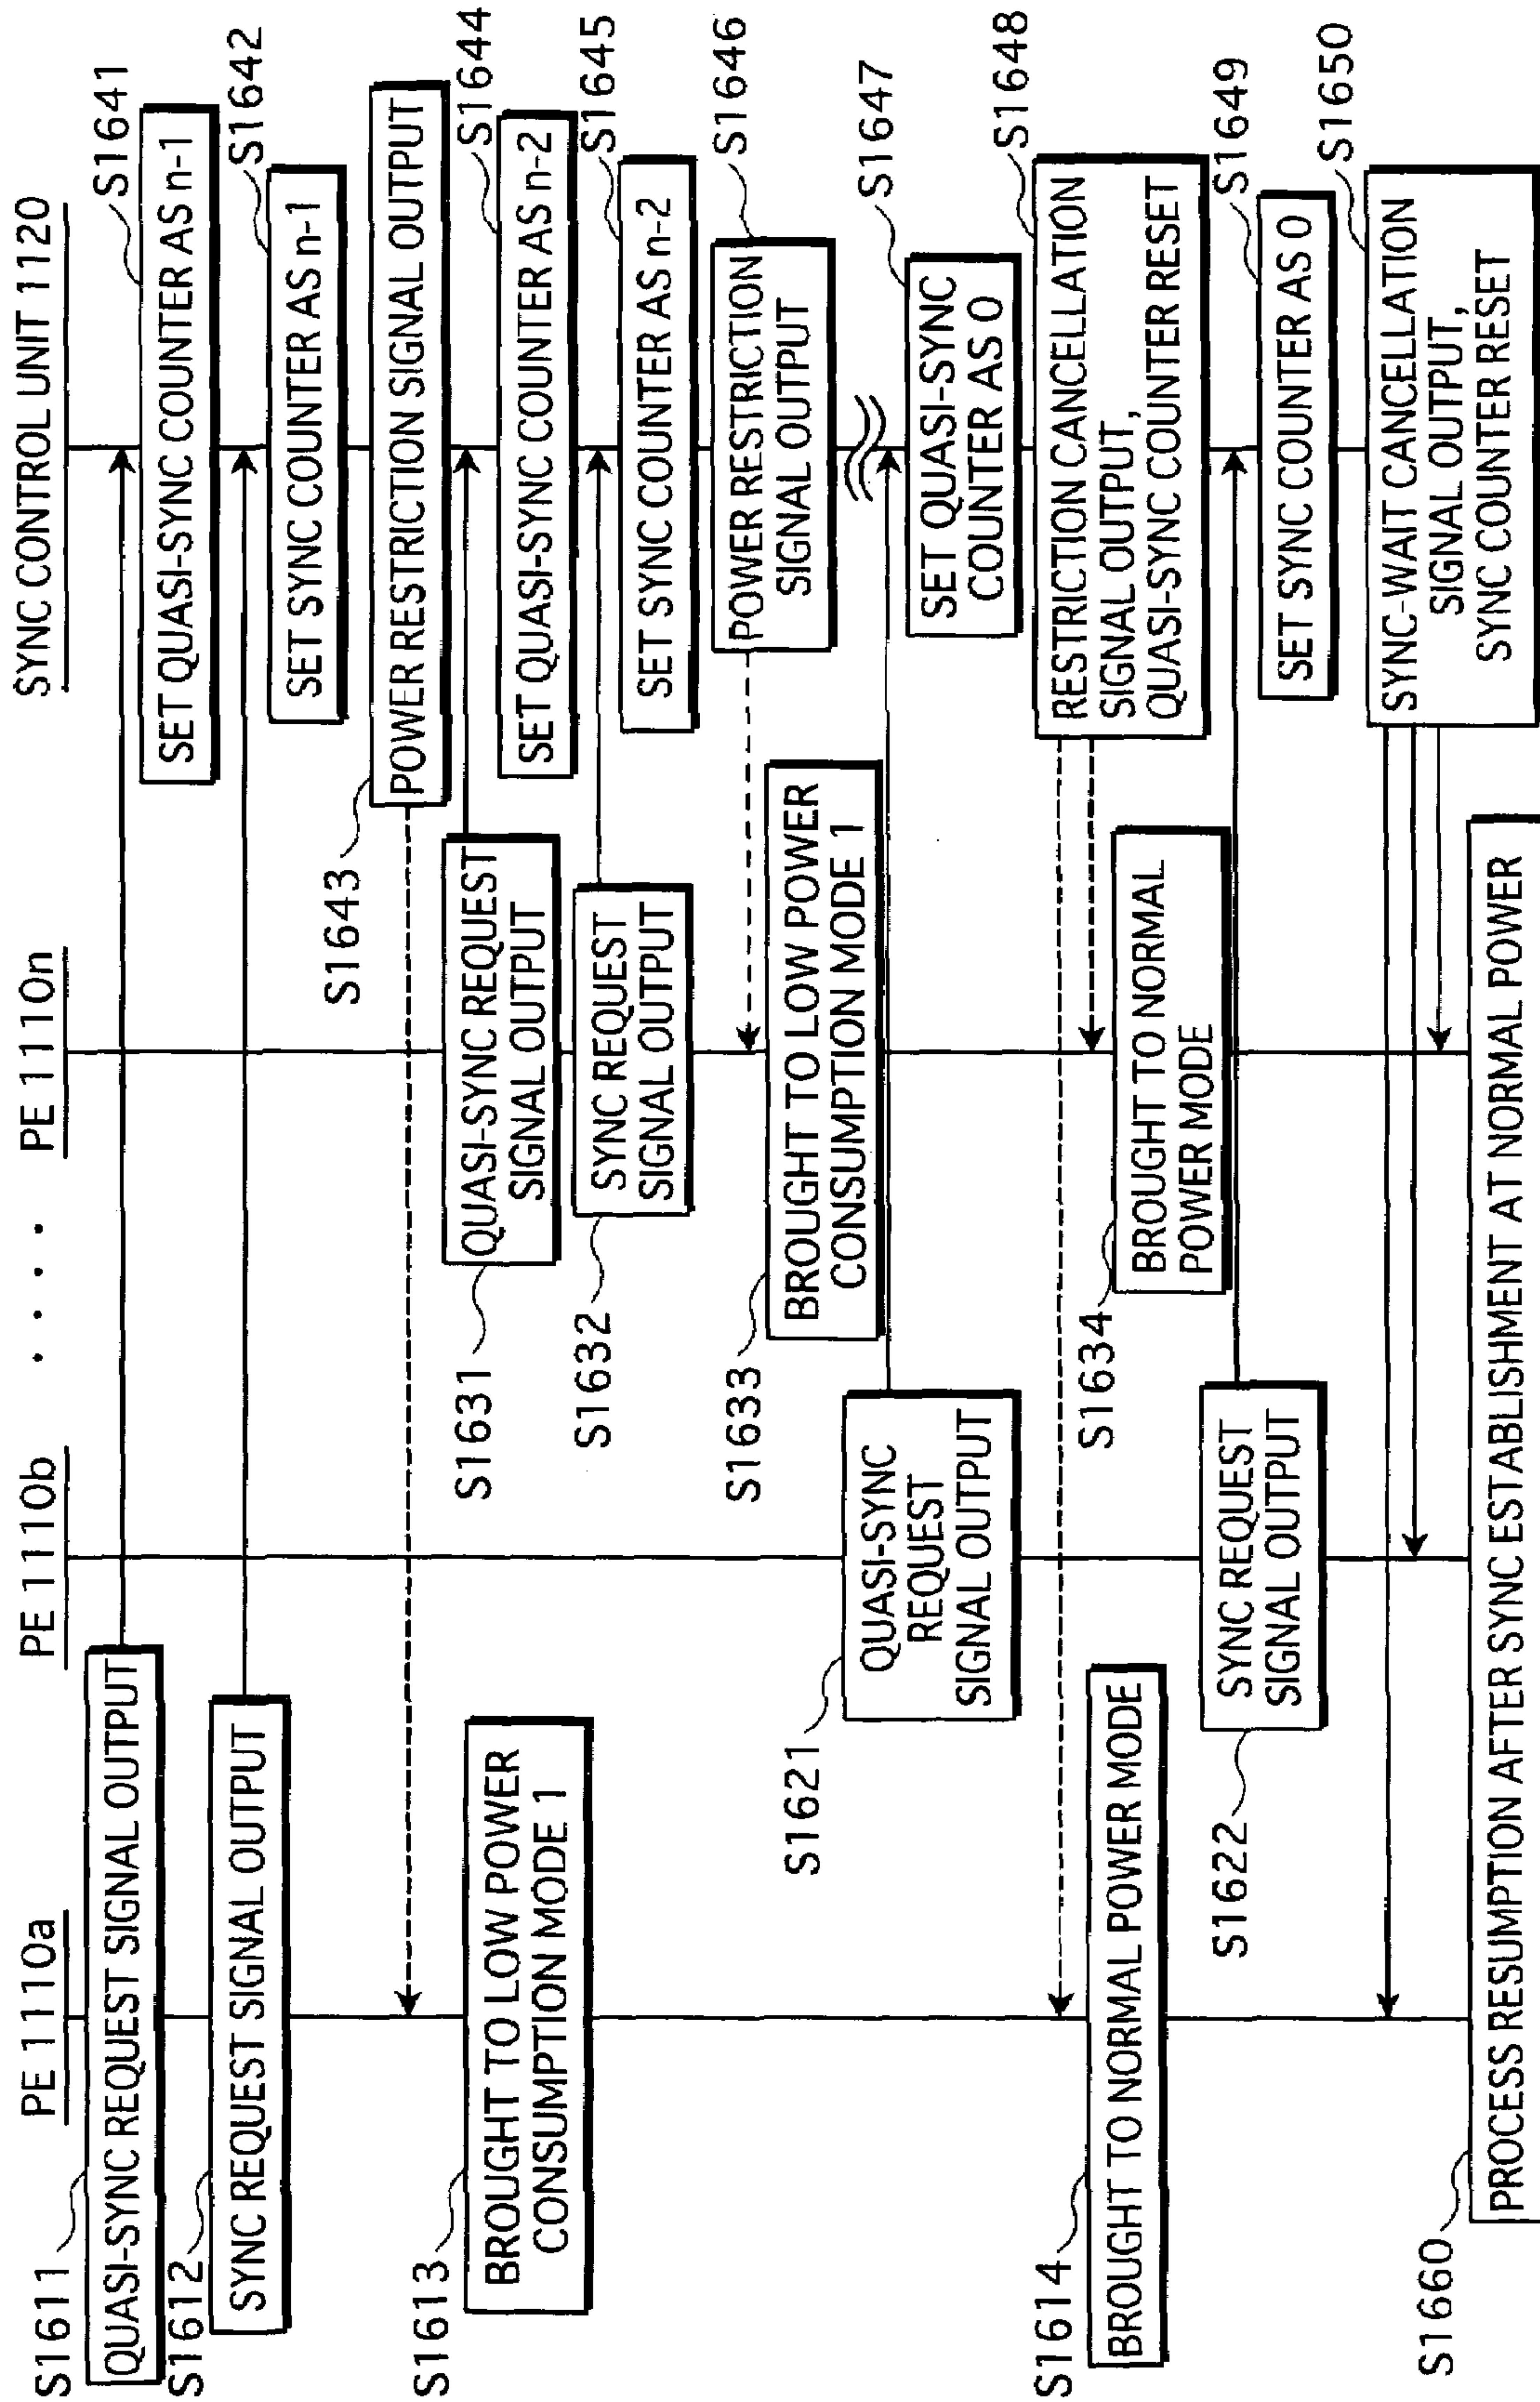 PE 1110a
PE 1110b
. . . .
PE 1110n
SYNC CONTROL UNIT 1120
S1611
QUASI-SYNC REQUEST SIGNAL OUTPUT
S1641
SET QUASI-SYNC COUNTER AS n-1
S1612
SYNC REQUEST SIGNAL OUTPUT
S1642
SET SYNC COUNTER AS n-1
S1643
POWER RESTRICTION SIGNAL OUTPUT
S1613
BROUGHT TO LOW POWER
CONSUMPTION MODE 1
S1631
QUASI-SYNC REQUEST
SIGNAL OUTPUT
S1644
SET QUASI-SYNC COUNTER AS n-2
S1632
SYNC REQUEST
SIGNAL OUTPUT
S1645
SET SYNC COUNTER AS n-2
S1646
POWER RESTRICTION
SIGNAL OUTPUT
S1633
BROUGHT TO LOW POWER
CONSUMPTION MODE 1
S1621
QUASI-SYNC
REQUEST
SIGNAL OUTPUT
S1647
SET QUASI-SYNC
COUNTER AS 0
S1648
RESTRICTION CANCELLATION
SIGNAL OUTPUT,
QUASI-SYNC COUNTER RESET
S1614
BROUGHT TO NORMAL POWER MODE
S1634
BROUGHT TO NORMAL
POWER MODE
S1622
SYNC REQUEST
SIGNAL OUTPUT
S1649
SET SYNC COUNTER AS 0
S1650
SYNC-WAIT CANCELLATION
SIGNAL OUTPUT,
SYNC COUNTER RESET
S1660
PROCESS RESUMPTION AFTER SYNC ESTABLISHMENT AT NORMAL POWER